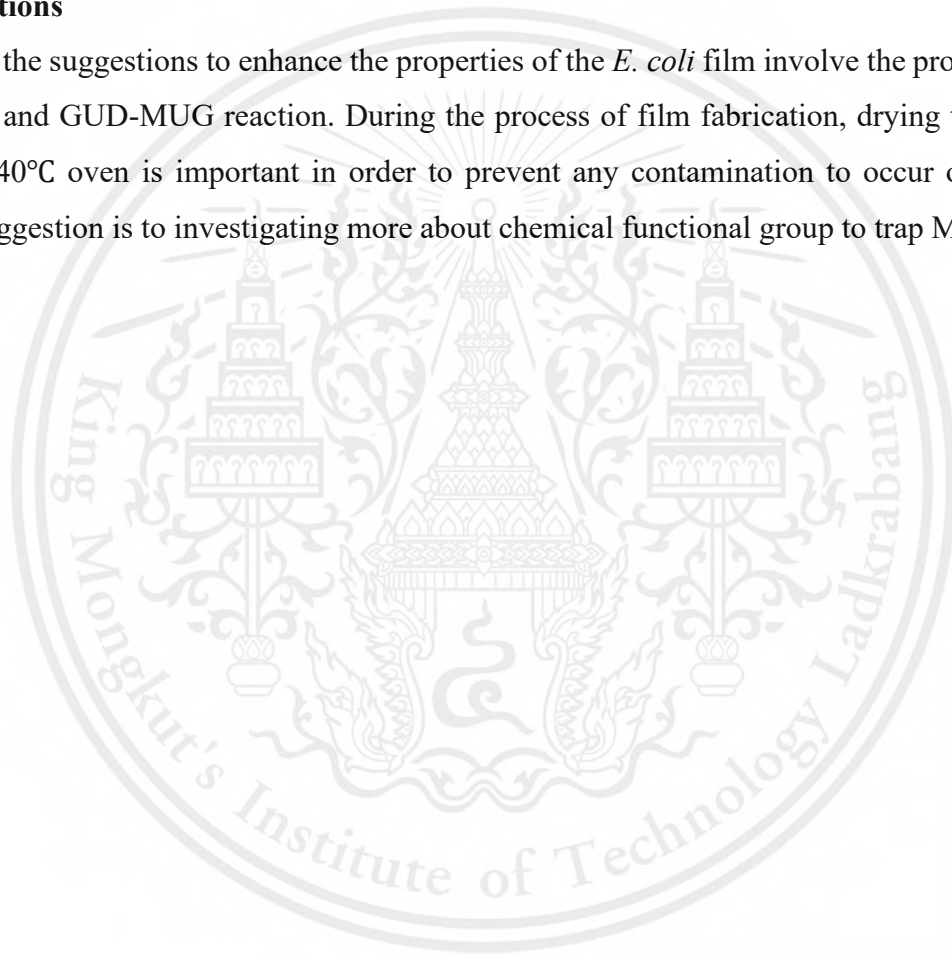 tions
the suggestions to enhance the properties of the E. coli film involve the pro
and GUD-MUG reaction. During the process of film fabrication, drying
40℃ oven is important in order to prevent any contamination to occur
ggestion is to investigating more about chemical functional group to trap M
King Mongkut's Institute of Technology Ladkrabang